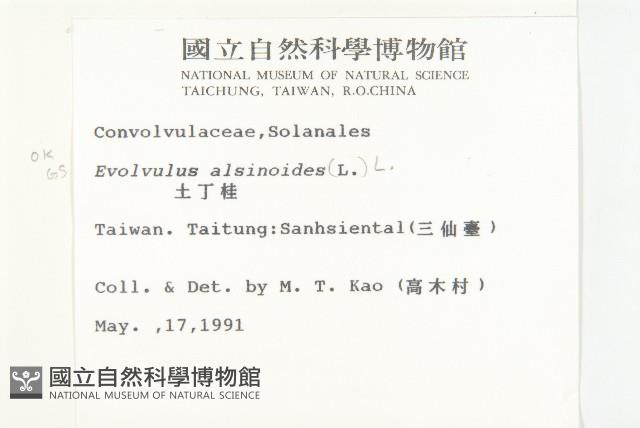 國立自然科學博物館
NATIONAL MUSEUM OF NATURAL SCIENCE
TAICHUNG, TAIWAN, R.O.CHINA
Convolvulaceae,Solanales
OK
GS
Evolvulus alsinoides(L.) L.
土丁桂
Taiwan. Taitung:Sanhsiental(三仙臺)
Coll. & Det. by M. T. Kao (高木村)
May. ,17,1991
國立自然科學博物館
NATIONAL MUSEUM OF NATURAL SCIENCE